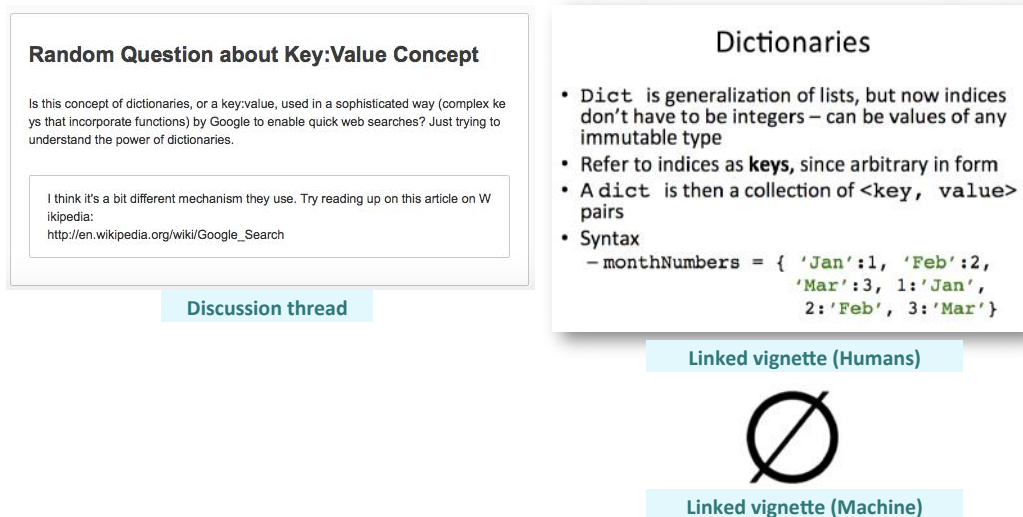 Random Question about Key:Value Concept
Is this concept of dictionaries, or a key:value, used in a sophisticated way (complex ke
ys that incorporate functions) by Google to enable quick web searches? Just trying to
understand the power of dictionaries.
I think it's a bit different mechanism they use. Try reading up on this article on W
ikipedia:
http://en.wikipedia.org/wiki/Google_Search
Discussion thread
Dictionaries
• Dict is generalization of lists, but now indices
don't have to be integers – can be values of any
immutable type
• Refer to indices as keys, since arbitrary in form
• A dict is then a collection of <key, value>
pairs
• Syntax
– monthNumbers = { 'Jan':1, 'Feb':2,
'Mar':3, 1:'Jan',
2:'Feb', 3:'Mar'}
Linked vignette (Humans)
Ø
Linked vignette (Machine)